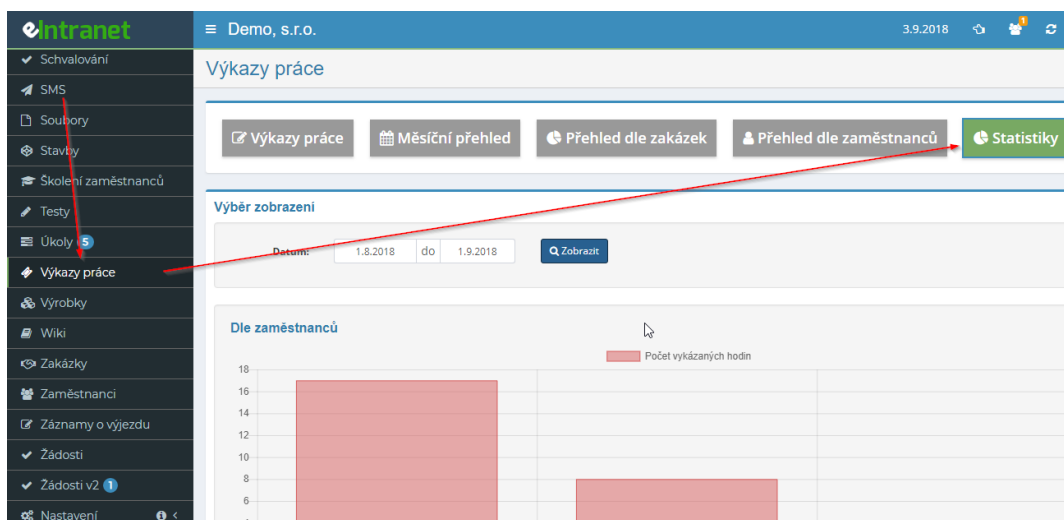 eIntranet
Demo, s.r.o.
3.9.2018
1
Schvalování
SMS
Soubory
Stavby
Školení zaměstnanců
Testy
Úkoly 5
Výkazy práce
Výrobky
Wiki
Zakázky
Zaměstnanci
Záznamy o výjezdu
Žádosti
Žádosti v2 1
Nastavení
Výkazy práce
Výkazy práce
Měsíční přehled
Přehled dle zakázek
Přehled dle zaměstnanců
Statistiky
Výběr zobrazení
Datum: 1.8.2018 do 1.9.2018 Zobrazit
Dle zaměstnanců
Počet vykázaných hodin
18
16
14
12
10
8
6